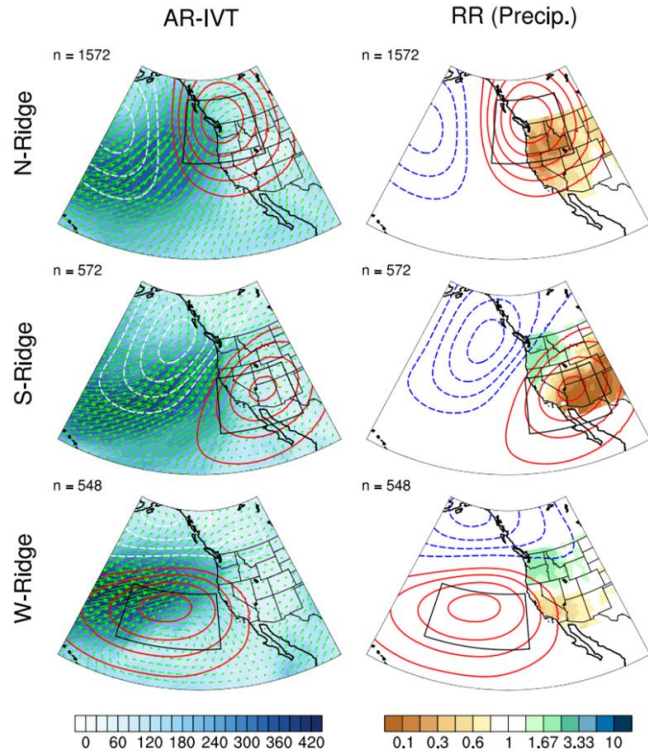 AR-IVT RR (Precip.)
n = 1572 n = 1572
N-Ridge
n = 572 n = 572
S-Ridge
n = 548 n = 548
W-Ridge
0 60 120 180 240 300 360 420 0.1 0.3 0.6 1 1.67 3.33 10